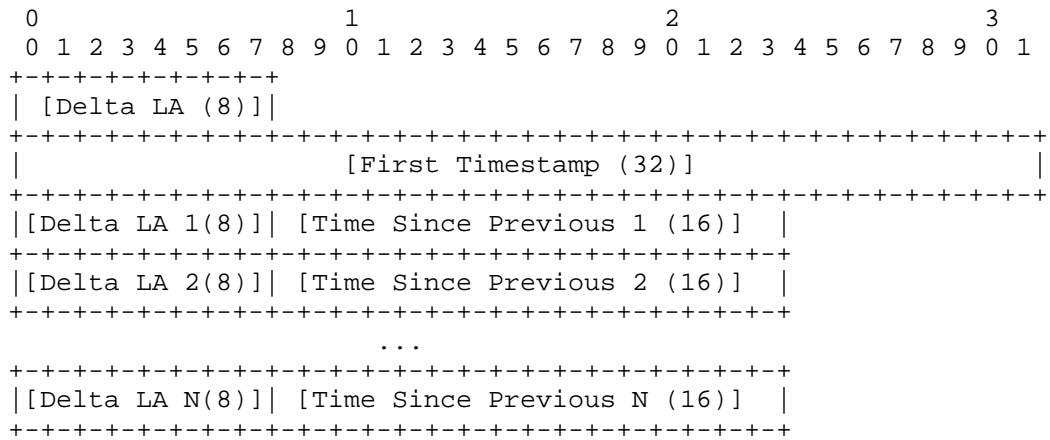 0                   1                   2                   3
 0 1 2 3 4 5 6 7 8 9 0 1 2 3 4 5 6 7 8 9 0 1 2 3 4 5 6 7 8 9 0 1
+-+-+-+-+-+-+-+-+
| [Delta LA (8)]|
+-+-+-+-+-+-+-+-+-+-+-+-+-+-+-+-+-+-+-+-+-+-+-+-+-+-+-+-+-+-+-+-+
|                    [First Timestamp (32)]                     |
+-+-+-+-+-+-+-+-+-+-+-+-+-+-+-+-+-+-+-+-+-+-+-+-+-+-+-+-+-+-+-+-+
|[Delta LA 1(8)]| [Time Since Previous 1 (16)]  |
+-+-+-+-+-+-+-+-+-+-+-+-+-+-+-+-+-+-+-+-+-+-+-+-+
|[Delta LA 2(8)]| [Time Since Previous 2 (16)]  |
+-+-+-+-+-+-+-+-+-+-+-+-+-+-+-+-+-+-+-+-+-+-+-+-+
                       ...
+-+-+-+-+-+-+-+-+-+-+-+-+-+-+-+-+-+-+-+-+-+-+-+-+
|[Delta LA N(8)]| [Time Since Previous N (16)]  |
+-+-+-+-+-+-+-+-+-+-+-+-+-+-+-+-+-+-+-+-+-+-+-+-+